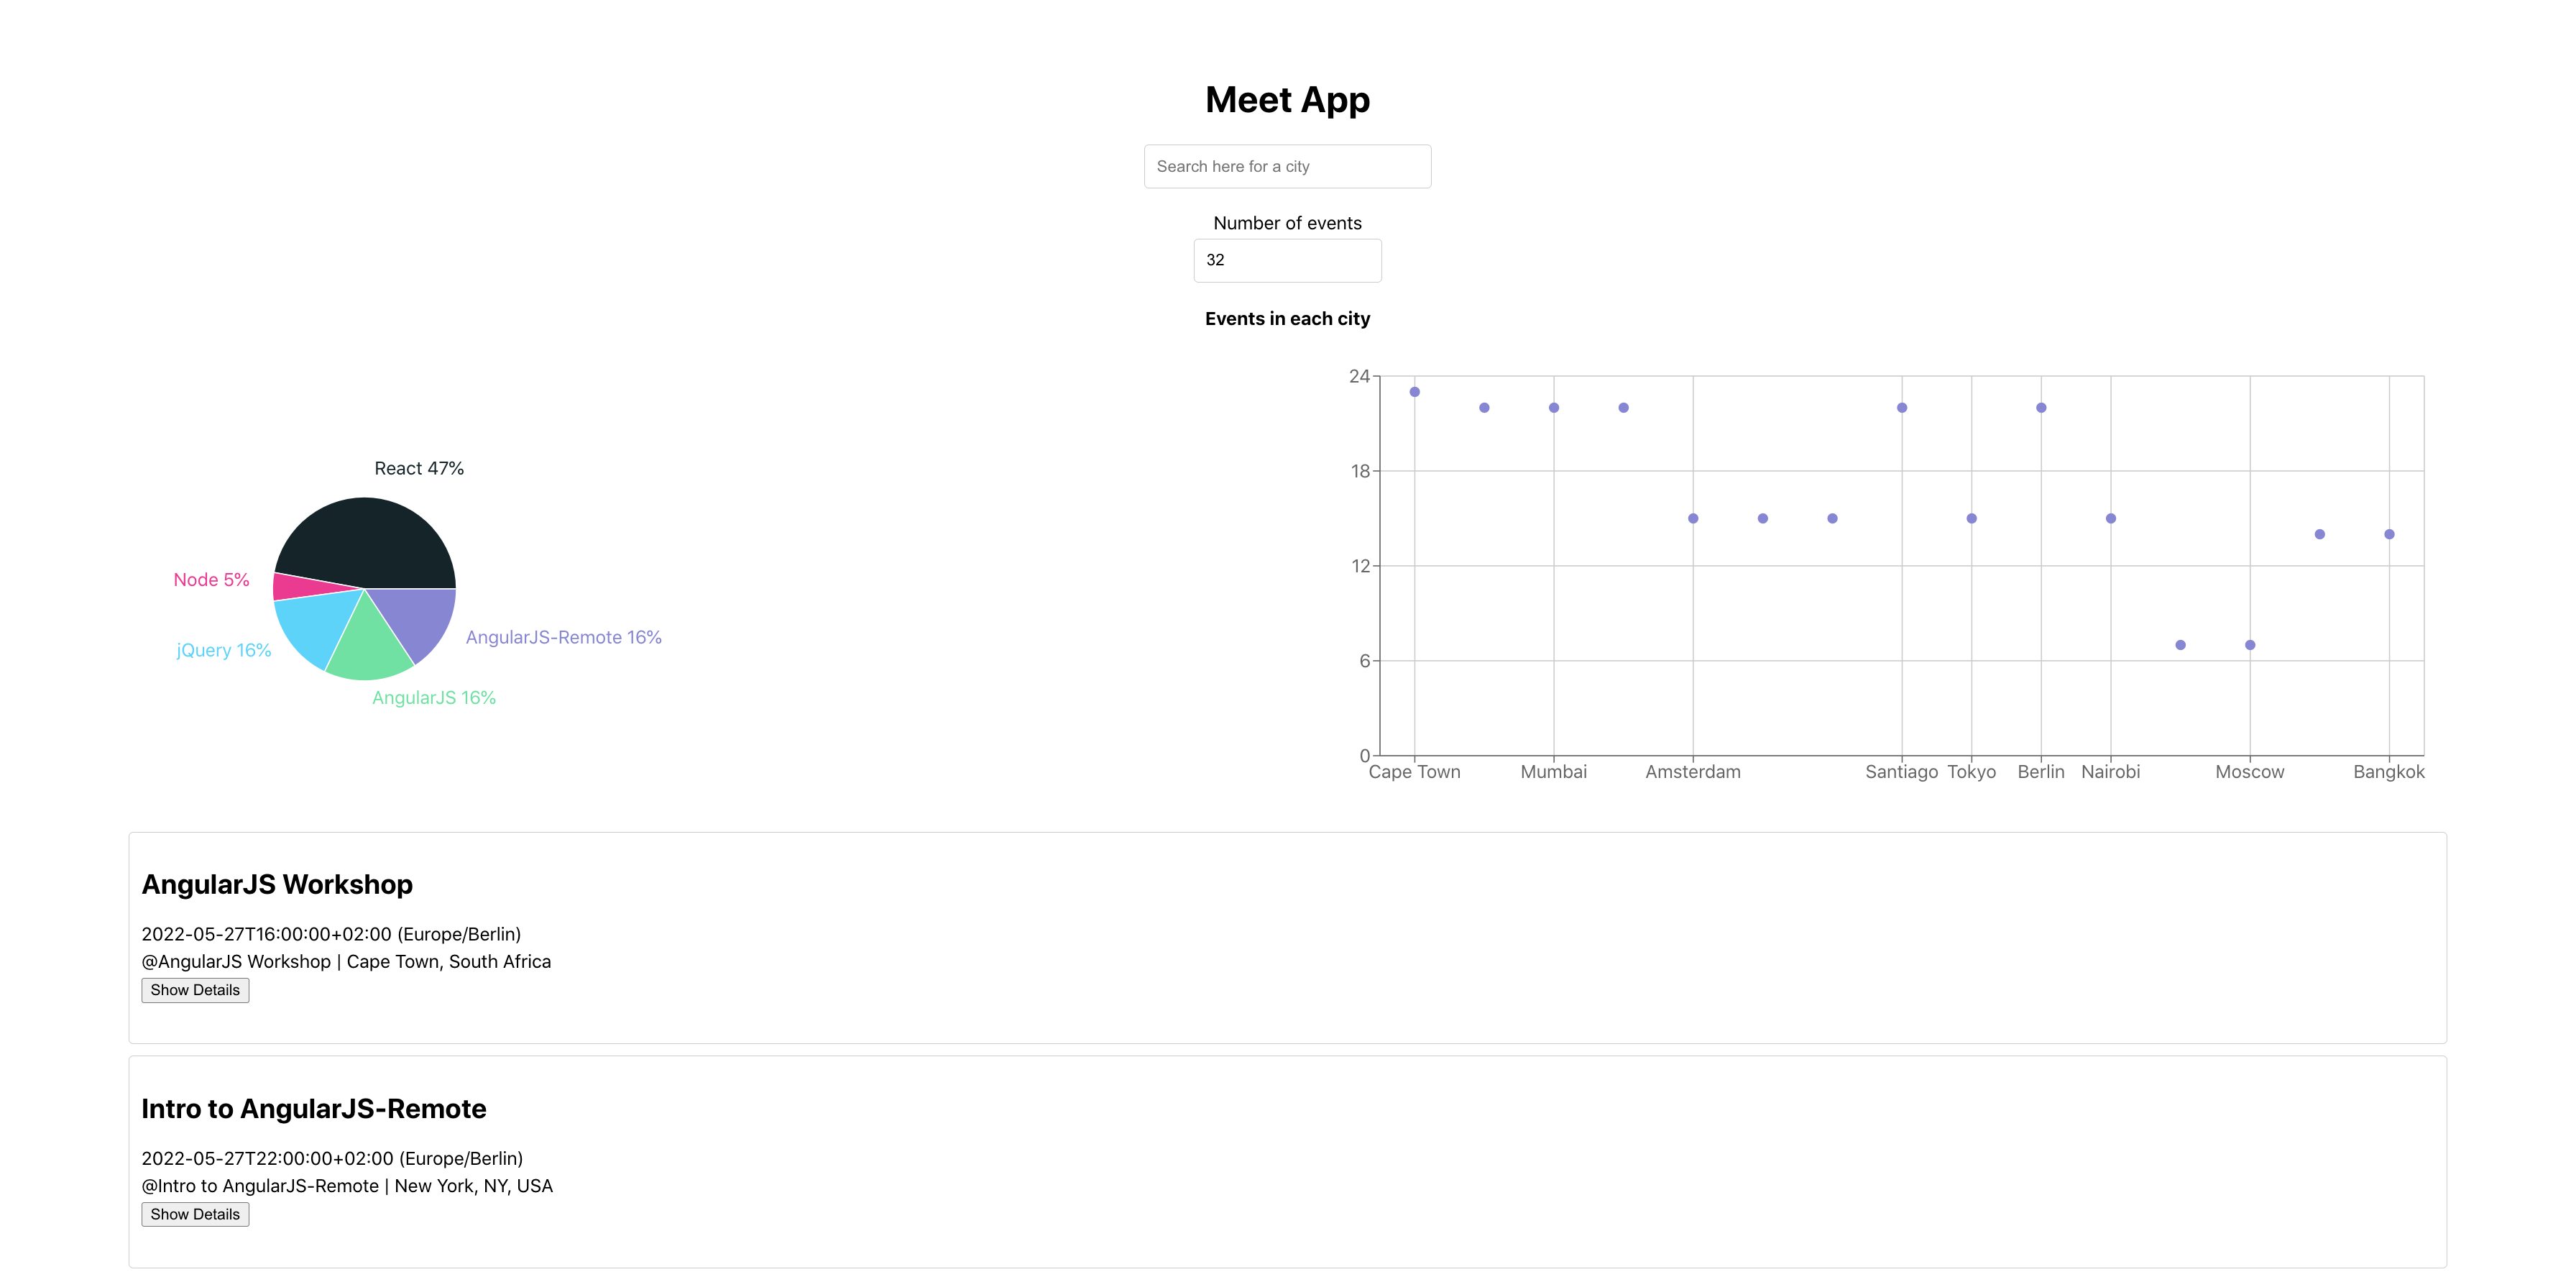 Meet App
Search here for a city
Number of events
32
Events in each city
React 47%
Node 5%
jQuery 16%
AngularJS 16%
AngularJS-Remote 16%
24
18
12
6
0
Cape Town Mumbai Amsterdam Santiago Tokyo Berlin Nairobi Moscow Bangkok
AngularJS Workshop
2022-05-27T16:00:00+02:00 (Europe/Berlin)
@AngularJS Workshop | Cape Town, South Africa
Show Details
Intro to AngularJS-Remote
2022-05-27T22:00:00+02:00 (Europe/Berlin)
@Intro to AngularJS-Remote | New York, NY, USA
Show Details